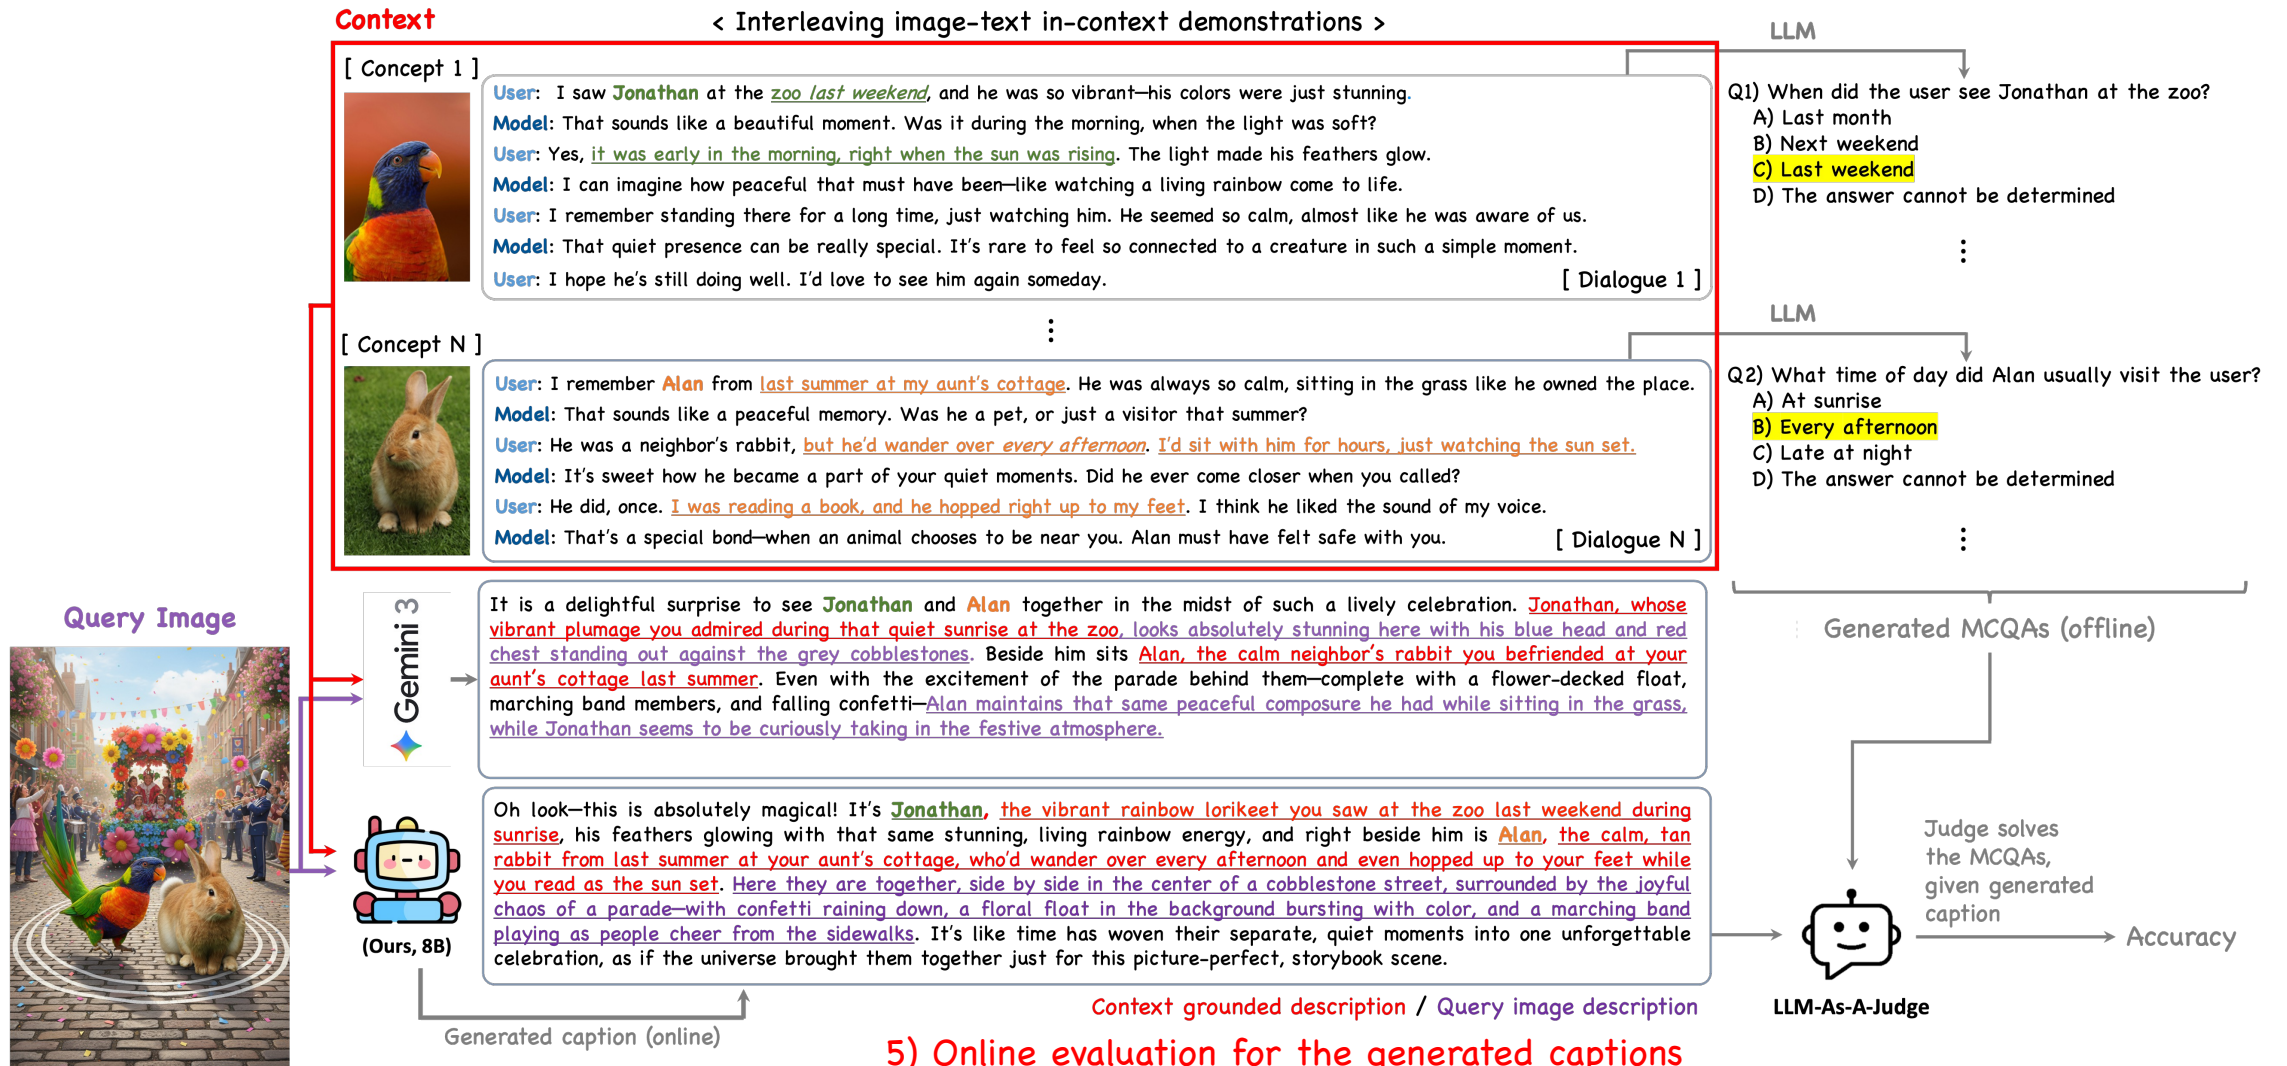 Context
< Interleaving image-text in-context demonstrations >
LLM
[ Concept 1 ]
User: I saw Jonathan at the zoo last weekend, and he was so vibrant—his colors were just stunning.
Model: That sounds like a beautiful moment. Was it during the morning, when the light was soft?
User: Yes, it was early in the morning, right when the sun was rising. The light made his feathers glow.
Model: I can imagine how peaceful that must have been—like watching a living rainbow come to life.
User: I remember standing there for a long time, just watching him. He seemed so calm, almost like he was aware of us.
Model: That quiet presence can be really special. It's rare to feel so connected to a creature in such a simple moment.
User: I hope he's still doing well. I'd love to see him again someday.
[ Dialogue 1 ]
Q1) When did the user see Jonathan at the zoo?
A) Last month
B) Next weekend
C) Last weekend
D) The answer cannot be determined
LLM
[ Concept N ]
User: I remember Alan from last summer at my aunt's cottage. He was always so calm, sitting in the grass like he owned the place.
Model: That sounds like a peaceful memory. Was he a pet, or just a visitor that summer?
User: He was a neighbor's rabbit, but he'd wander over every afternoon. I'd sit with him for hours, just watching the sun set.
Model: It's sweet how he became a part of your quiet moments. Did he ever come closer when you called?
User: He did, once. I was reading a book, and he hopped right up to my feet. I think he liked the sound of my voice.
Model: That's a special bond—when an animal chooses to be near you. Alan must have felt safe with you.
[ Dialogue N ]
Q2) What time of day did Alan usually visit the user?
A) At sunrise
B) Every afternoon
C) Late at night
D) The answer cannot be determined
Query Image
Gemini 3
It is a delightful surprise to see Jonathan and Alan together in the midst of such a lively celebration. Jonathan, whose
vibrant plumage you admired during that quiet sunrise at the zoo, looks absolutely stunning here with his blue head and red
chest standing out against the grey cobblestones. Beside him sits Alan, the calm neighbor's rabbit you befriended at your
aunt's cottage last summer. Even with the excitement of the parade behind them—complete with a flower-decked float,
marching band members, and falling confetti—Alan maintains that same peaceful composure he had while sitting in the grass,
while Jonathan seems to be curiously taking in the festive atmosphere.
Generated MCQAs (offline)
(Ours, 8B)
Oh look—this is absolutely magical! It's Jonathan, the vibrant rainbow lorikeet you saw at the zoo last weekend during
sunrise, his feathers glowing with that same stunning, living rainbow energy, and right beside him is Alan, the calm, tan
rabbit from last summer at your aunt's cottage, who'd wander over every afternoon and even hopped up to your feet while
you read as the sun set. Here they are together, side by side in the center of a cobblestone street, surrounded by the joyful
chaos of a parade—with confetti raining down, a floral float in the background bursting with color, and a marching band
playing as people cheer from the sidewalks. It's like time has woven their separate, quiet moments into one unforgettable
celebration, as if the universe brought them together just for this picture-perfect, storybook scene.
Judge solves
the MCQAs,
given generated
caption
Accuracy
LLM-As-A-Judge
Context grounded description / Query image description
Generated caption (online)
5) Online evaluation for the generated captions